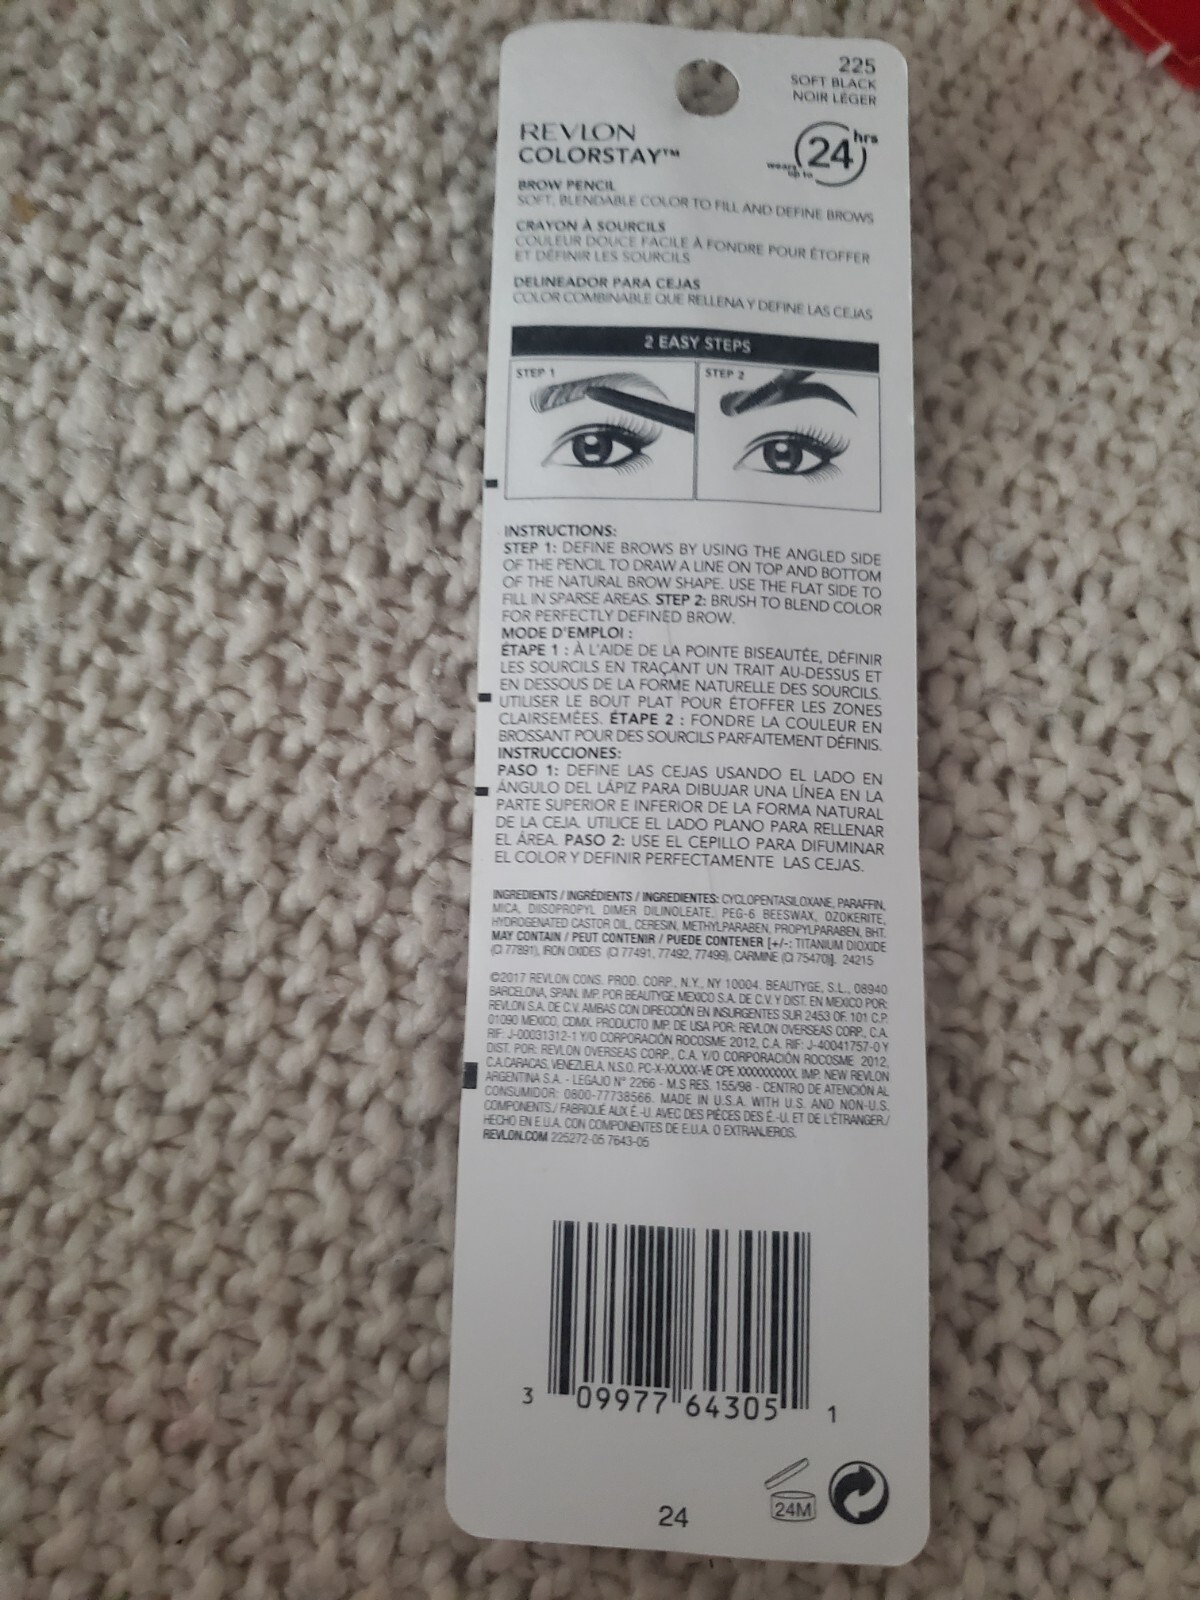 225
SOFT BLACK
NOIR LÉGER
REVLON
COLORSTAY™
wears up to 24 hrs
BROW PENCIL
SOFT, BLENDABLE COLOR TO FILL AND DEFINE BROWS
CRAYON À SOURCILS
COULEUR DOUCE FACILE À FONDRE POUR ÉTOFFER
ET DÉFINIR LES SOURCILS
DELINEADOR PARA CEJAS
COLOR COMBINABLE QUE RELLENA Y DEFINE LAS CEJAS
2 EASY STEPS
STEP 1
STEP 2
INSTRUCTIONS:
STEP 1: DEFINE BROWS BY USING THE ANGLED SIDE
OF THE PENCIL TO DRAW A LINE ON TOP AND BOTTOM
OF THE NATURAL BROW SHAPE. USE THE FLAT SIDE TO
FILL IN SPARSE AREAS. STEP 2: BRUSH TO BLEND COLOR
FOR PERFECTLY DEFINED BROW.
MODE D'EMPLOI :
ÉTAPE 1 : À L'AIDE DE LA POINTE BISEAUTÉE, DÉFINIR
LES SOURCILS EN TRAÇANT UN TRAIT AU-DESSUS ET
EN DESSOUS DE LA FORME NATURELLE DES SOURCILS.
UTILISER LE BOUT PLAT POUR ÉTOFFER LES ZONES
CLAIRSEMÉES. ÉTAPE 2 : FONDRE LA COULEUR EN
BROSSANT POUR DES SOURCILS PARFAITEMENT DÉFINIS.
INSTRUCCIONES:
PASO 1: DEFINE LAS CEJAS USANDO EL LADO EN
ÁNGULO DEL LÁPIZ PARA DIBUJAR UNA LÍNEA EN LA
PARTE SUPERIOR E INFERIOR DE LA FORMA NATURAL
DE LA CEJA. UTILICE EL LADO PLANO PARA RELLENAR
EL ÁREA. PASO 2: USE EL CEPILLO PARA DIFUMINAR
EL COLOR Y DEFINIR PERFECTAMENTE LAS CEJAS.
INGREDIENTS / INGRÉDIENTS / INGREDIENTES: CYCLOPENTASILOXANE, PARAFFIN,
MICA, DIISOPROPYL DIMER DILINOLEATE, PEG-6 BEESWAX, OZOKERITE,
HYDROGENATED CASTOR OIL, CERESIN, METHYLPARABEN, PROPYLPARABEN, BHT.
MAY CONTAIN / PEUT CONTENIR / PUEDE CONTENER [+/-: TITANIUM DIOXIDE
(CI 77891), IRON OXIDES (CI 77491, 77492, 77499), CARMINE (CI 75470)]. 24215
©2017 REVLON CONS. PROD. CORP., N.Y., NY 10004. BEAUTYGE, S.L., 08940
BARCELONA, SPAIN. IMP. POR BEAUTYGE MEXICO S.A. DE C.V. Y DIST. EN MEXICO POR:
REVLON S.A. DE C.V. AMBAS CON DIRECCIÓN EN INSURGENTES SUR 2453 OF. 101 C.P.
01090 MEXICO, CDMX. PRODUCTO IMP. DE USA POR: REVLON OVERSEAS CORP., C.A.
RIF: J-00031312-1 Y/O CORPORACIÓN ROCOSME 2012, C.A. RIF: J-40041757-0 Y
DIST. POR: REVLON OVERSEAS CORP., C.A. Y/O CORPORACIÓN ROCOSME 2012,
C.A.CARACAS, VENEZUELA. N.S.O. PC-X-XX,XXX-VE CPE XXXXXXXXXX. IMP. NEW REVLON
ARGENTINA S.A. - LEGAJO N° 2266 - M.S RES. 155/98 - CENTRO DE ATENCIÓN AL
CONSUMIDOR: 0800-77738566. MADE IN U.S.A. WITH U.S. AND NON-U.S.
COMPONENTS./ FABRIQUÉ AUX É.-U. AVEC DES PIÈCES DES É.-U. ET DE L'ÉTRANGER./
HECHO EN E.U.A. CON COMPONENTES DE E.U.A. O EXTRANJEROS.
REVLON.COM 225272-05 7643-05
3 09977 64305 1
24M
24